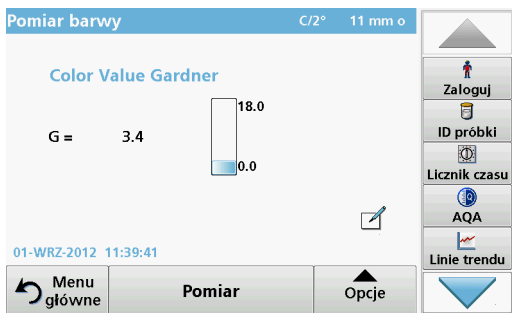 Pomiar barwy C/2° 11 mm o
Color Value Gardner
18.0
G = 3.4
0.0
01-WRZ-2012 11:39:41
Menu główne
Pomiar
Opcje
Zaloguj
ID próbki
Licznik czasu
AQA
Linie trendu